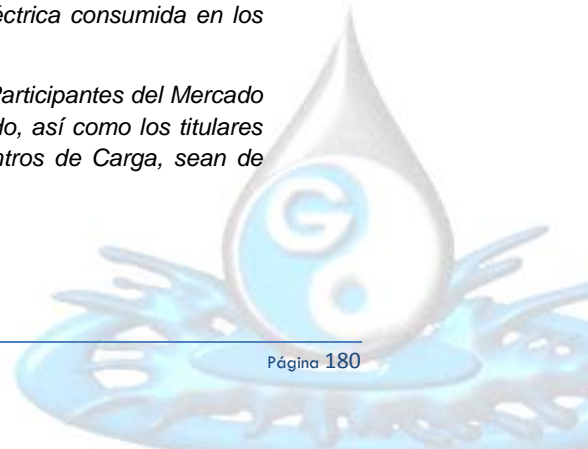 éctrica consumida en los
Participantes del Mercado
do, así como los titulares
ntros de Carga, sean de
G
Página 180